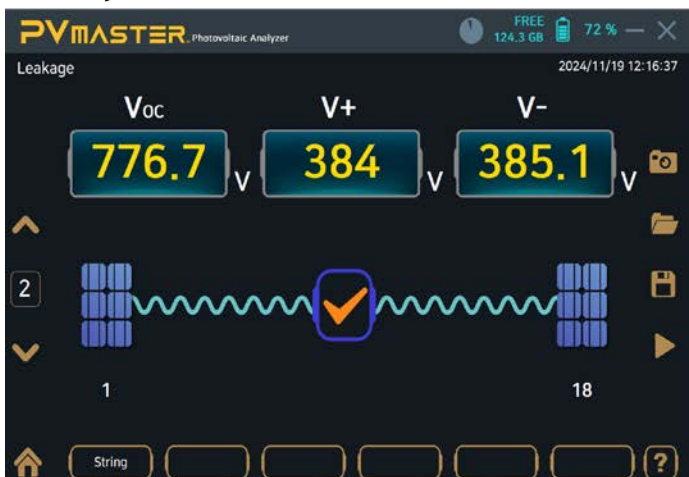 PVMASTER. Photovoltaic Analyzer
FREE
124.3 GB
72 %
Leakage
2024/11/19 12:16:37
Voc
V+
V-
776.7 V
384 V
385.1 V
2
1
18
String
?